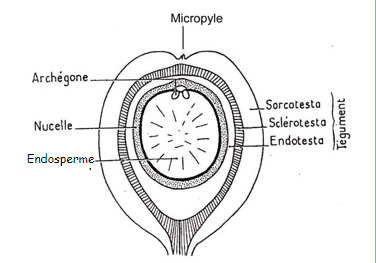 Micropyle
Archégone
Nucelle
Endosperme
Sorcotesta
Sclérotesta
Endotesta
Tégument